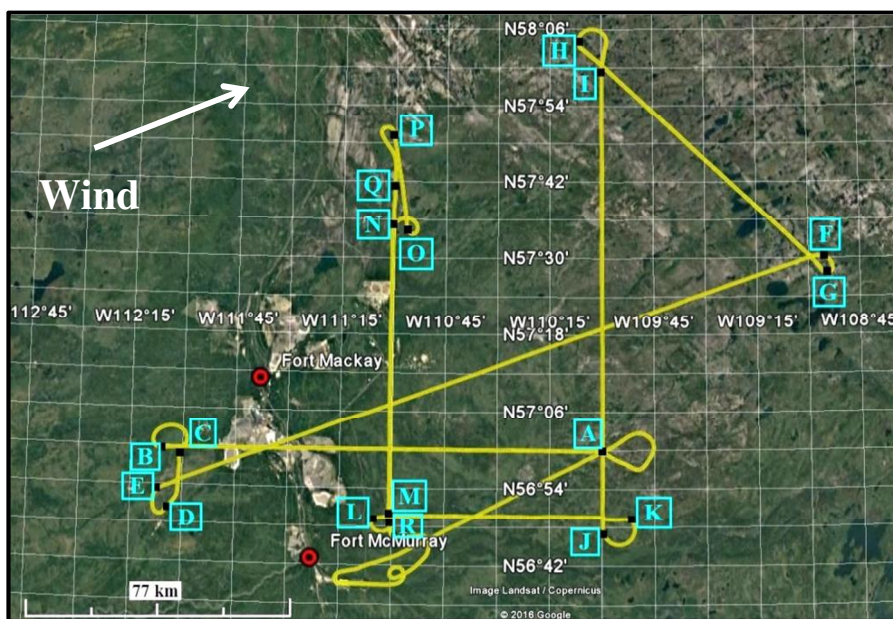 N58°06'
H
I
N57°54'
P
Wind
Q
N57°42'
N
O
N57°30'
F
G
112°45'
W112°15'
W111°45'
W111°15'
W110°45'
W110°15'
W109°45'
W109°15'
W108°45'
N57°18'
Fort Mackay
N57°06'
B
C
A
E
D
N56°54'
L
M
R
K
J
Fort McMurray
N56°42'
77 km
Image Landsat / Copernicus
© 2016 Google